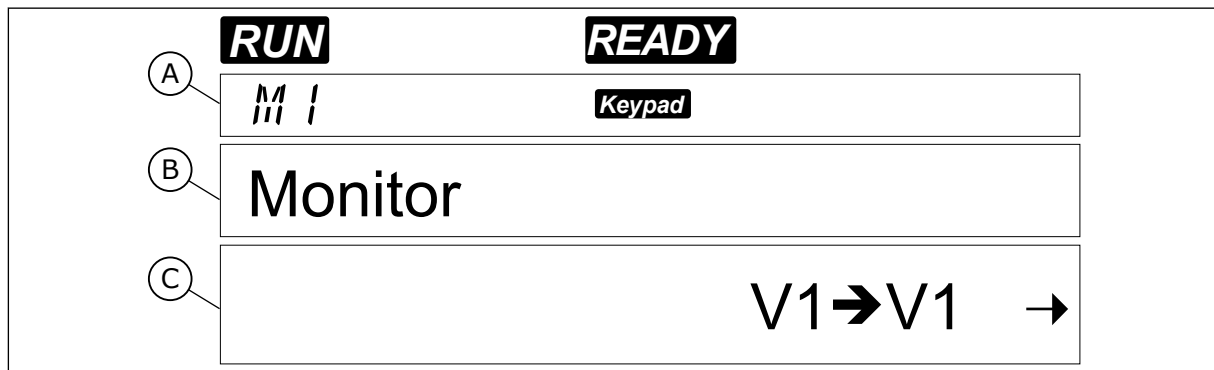 RUN READY
A M1 Keypad
B Monitor
C V1➔V1 →